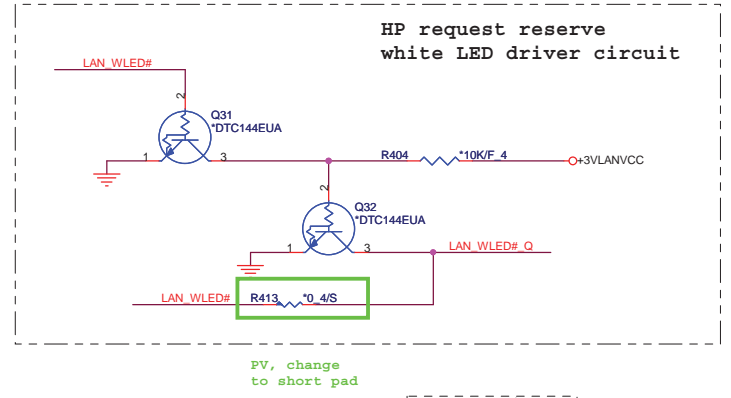 HP request reserve
white LED driver circuit
LAN_WLED#
2
Q31
*DTC144EUA
1
3
R404
*10K/F_4
+3VLANVCC
2
Q32
*DTC144EUA
1
3
LAN_WLED#_Q
LAN_WLED#
R413
*0_4/S
PV, change
to short pad